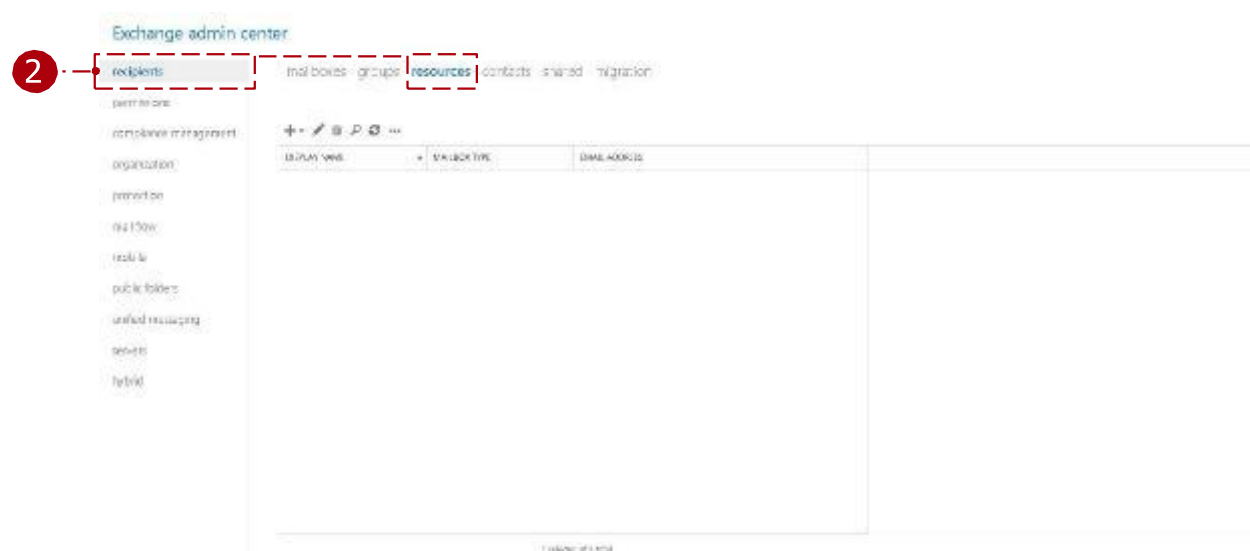 Exchange admin center
2
recipients
mailboxes groups resources contacts shared migration
permissions
compliance management
organization
protection
mail flow
mobile
public folders
unified messaging
servers
hybrid
DISPLAY NAME MAILBOX TYPE EMAIL ADDRESS